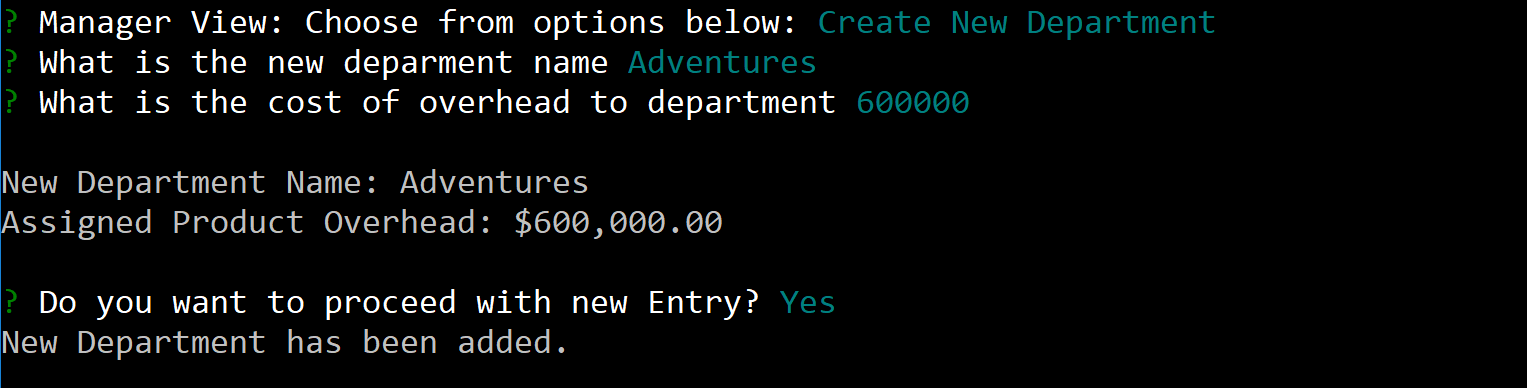 ? Manager View: Choose from options below: Create New Department
? What is the new deparment name Adventures
? What is the cost of overhead to department 600000
New Department Name: Adventures
Assigned Product Overhead: $600,000.00
? Do you want to proceed with new Entry? Yes
New Department has been added.